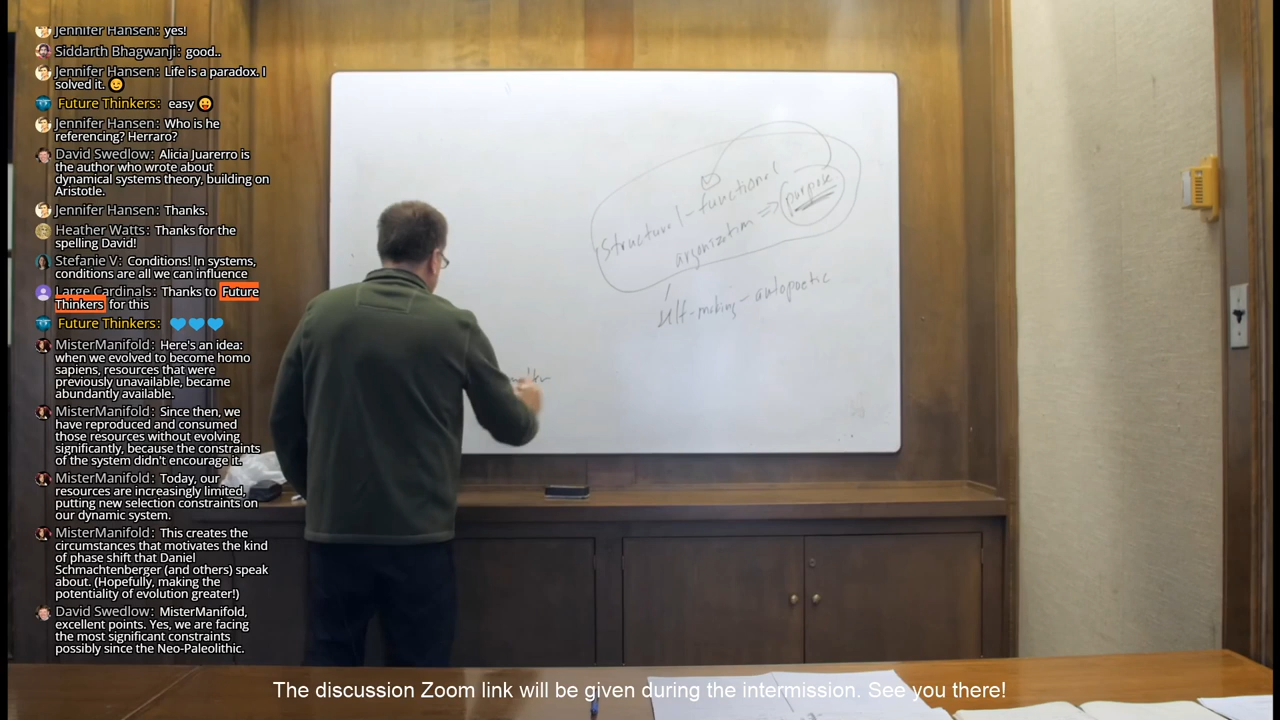 Jennifer Hansen: yes!
Siddarth Bhagwanji: good..
Jennifer Hansen: Life is a paradox. I
solved it. 😉
Future Thinkers: easy 😛
Jennifer Hansen: Who is he
referencing? Herraro?
David Swedlow: Alicia Juarerro is
the author who wrote about
dynamical systems theory, building on
Aristotle.
Jennifer Hansen: Thanks.
Heather Watts: Thanks for the
spelling David!
Stefanie V: Conditions! In systems,
conditions are all we can influence
Large Cardinals: Thanks to Future
Thinkers for this
Future Thinkers: 💙💙💙
MisterManifold: Here's an idea:
when we evolved to become homo
sapiens, resources that were
previously unavailable, became
abundantly available.
MisterManifold: Since then, we
have reproduced and consumed
those resources without evolving
significantly, because the constraints
of the system didn't encourage it.
MisterManifold: Today, our
resources are increasingly limited,
putting new selection constraints on
our dynamic system.
MisterManifold: This creates the
circumstances that motivates the kind
of phase shift that Daniel
Schmachtenberger (and others) speak
about. (Hopefully, making the
potentiality of evolution greater!)
David Swedlow: MisterManifold,
excellent points. Yes, we are facing
the most significant constraints
possibly since the Neo-Paleolithic.
structural-functional
organization ⇒ purpose
self-making - autopoetic
The discussion Zoom link will be given during the intermission. See you there!